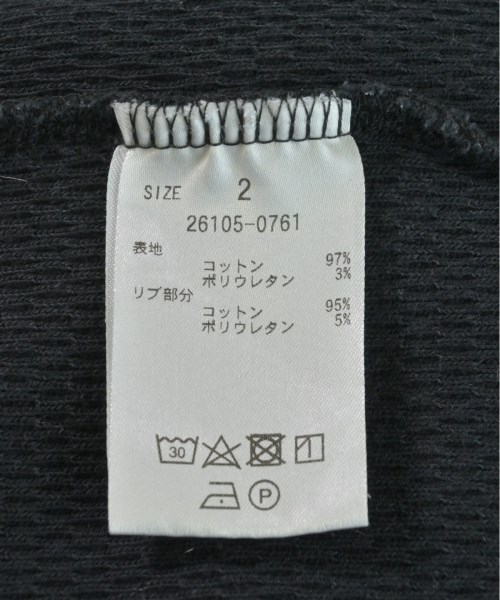 SIZE 2
26105-0761
表地
コットン 97%
ポリウレタン 3%
リブ部分
コットン 95%
ポリウレタン 5%
30
P